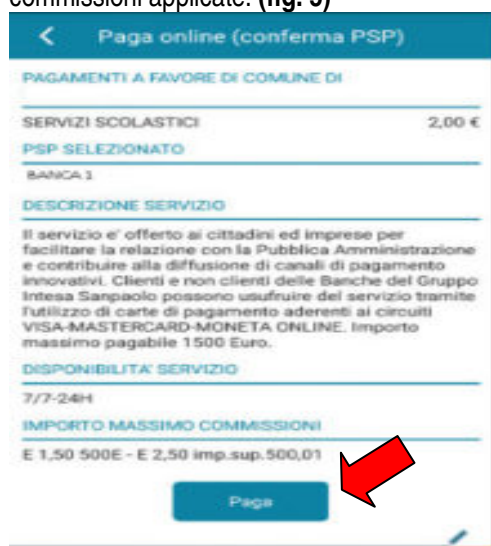 commissioni applicate. (fig. 5)
Paga online (conferma PSP)
PAGAMENTI A FAVORE DI COMUNE DI
SERVIZI SCOLASTICI 2,00 €
PSP SELEZIONATO
BANCA 1
DESCRIZIONE SERVIZIO
Il servizio e' offerto ai cittadini ed imprese per
facilitare la relazione con la Pubblica Amministrazione
e contribuire alla diffusione di canali di pagamento
innovativi. Clienti e non clienti delle Banche del Gruppo
Intesa Sanpaolo possono usufruire del servizio tramite
l'utilizzo di carte di pagamento aderenti ai circuiti
VISA-MASTERCARD-MONETA ONLINE. Importo
massimo pagabile 1500 Euro.
DISPONIBILITA' SERVIZIO
7/7-24H
IMPORTO MASSIMO COMMISSIONI
E 1,50 500E - E 2,50 imp.sup.500,01
Paga